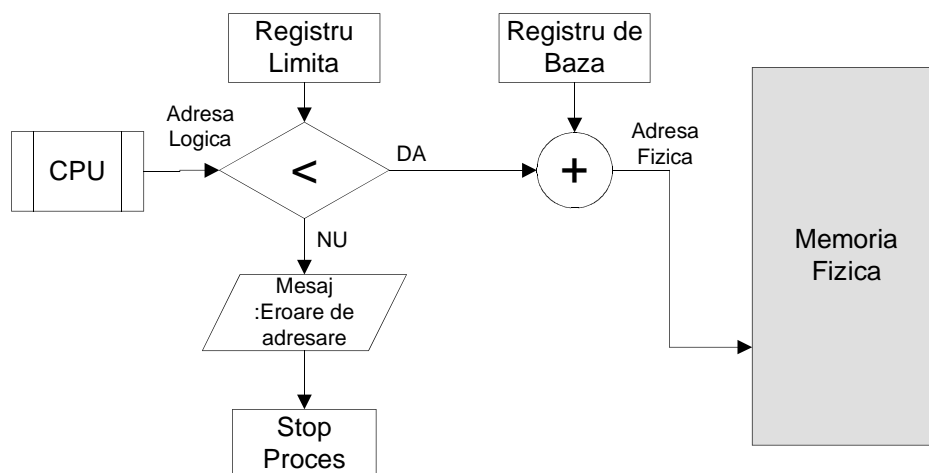 Registru
Limita
Registru de
Baza
Adresa
Logica
CPU
<
DA
+
Adresa
Fizica
Memoria
Fizica
NU
Mesaj
:Eroare de
adresare
Stop
Proces